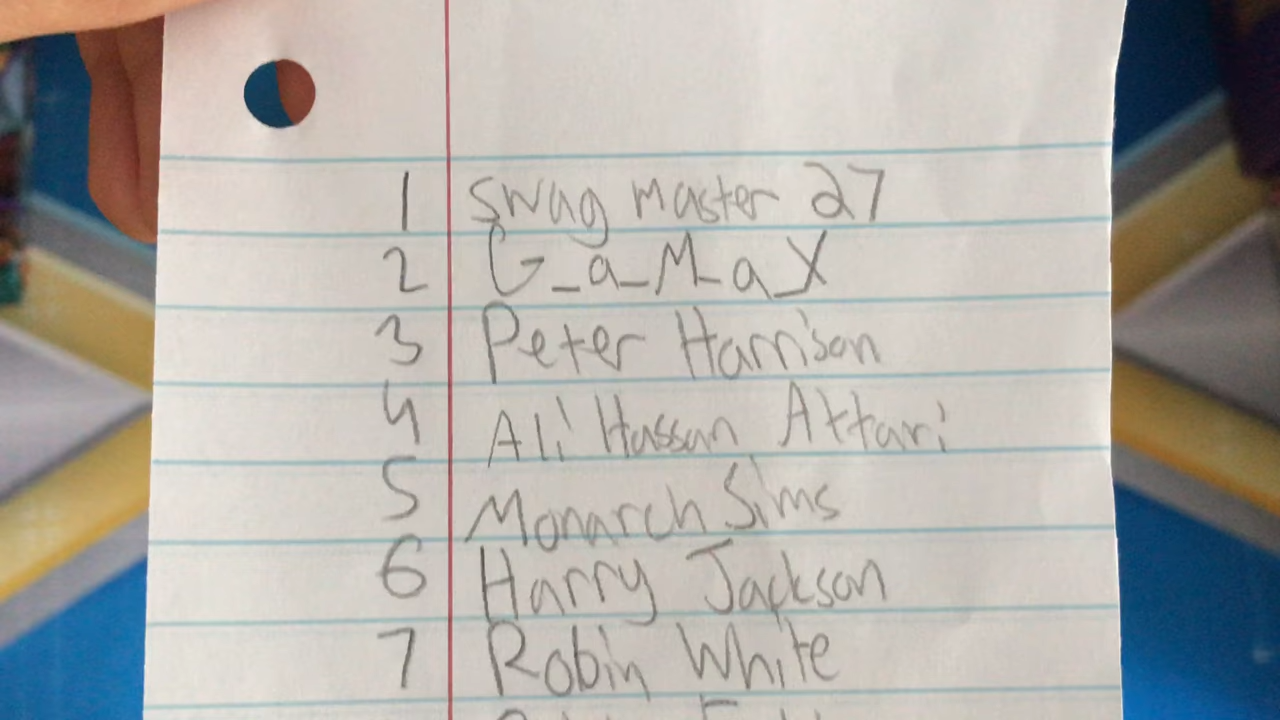 1 Swag master 27
2 G_a_M_a_X
3 Peter Harrison
4 Ali Hassan Attari
5 Monarch Sims
6 Harry Jackson
7 Robin White